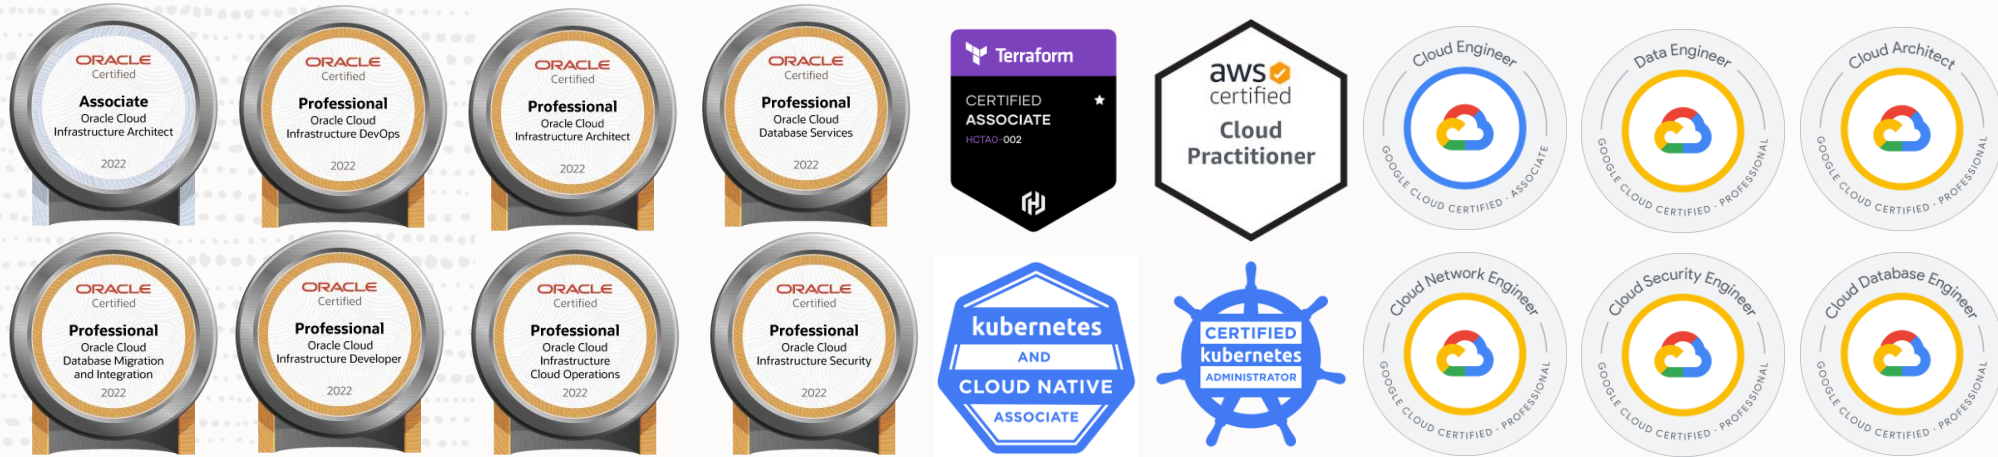 ORACLE
Certified
Associate
Oracle Cloud
Infrastructure Architect
2022
ORACLE
Certified
Professional
Oracle Cloud
Infrastructure DevOps
2022
ORACLE
Certified
Professional
Oracle Cloud
Infrastructure Architect
2022
ORACLE
Certified
Professional
Oracle Cloud
Database Services
2022
Terraform
CERTIFIED
ASSOCIATE
HCTA0-002
aws
certified
Cloud
Practitioner
Cloud Engineer
GOOGLE CLOUD CERTIFIED · ASSOCIATE
Data Engineer
GOOGLE CLOUD CERTIFIED · PROFESSIONAL
Cloud Architect
GOOGLE CLOUD CERTIFIED · PROFESSIONAL
ORACLE
Certified
Professional
Oracle Cloud
Database Migration
and Integration
2022
ORACLE
Certified
Professional
Oracle Cloud
Infrastructure Developer
2022
ORACLE
Certified
Professional
Oracle Cloud
Infrastructure
Cloud Operations
2022
ORACLE
Certified
Professional
Oracle Cloud
Infrastructure Security
2022
kubernetes
AND
CLOUD NATIVE
ASSOCIATE
CERTIFIED
kubernetes
ADMINISTRATOR
Cloud Network Engineer
GOOGLE CLOUD CERTIFIED · PROFESSIONAL
Cloud Security Engineer
GOOGLE CLOUD CERTIFIED · PROFESSIONAL
Cloud Database Engineer
GOOGLE CLOUD CERTIFIED · PROFESSIONAL